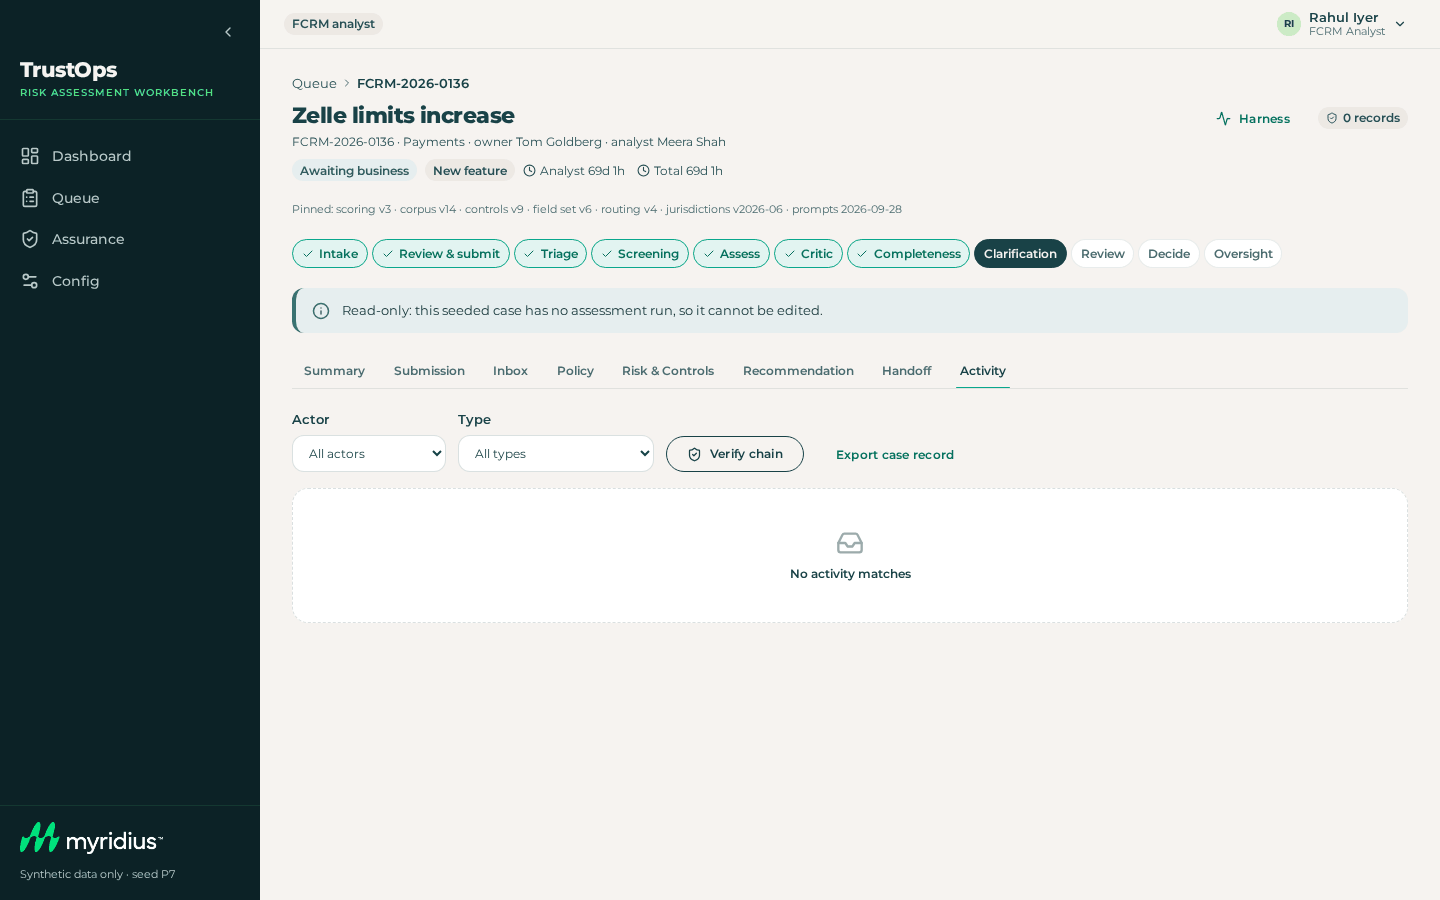 FCRM analyst
RI
Rahul Iyer
FCRM Analyst
TrustOps
RISK ASSESSMENT WORKBENCH
Dashboard
Queue
Assurance
Config
myridius™
Synthetic data only · seed P7
Queue > FCRM-2026-0136
Zelle limits increase
Harness
0 records
FCRM-2026-0136 · Payments · owner Tom Goldberg · analyst Meera Shah
Awaiting business New feature Analyst 69d 1h Total 69d 1h
Pinned: scoring v3 · corpus v14 · controls v9 · field set v6 · routing v4 · jurisdictions v2026-06 · prompts 2026-09-28
Intake Review & submit Triage Screening Assess Critic Completeness Clarification Review Decide Oversight
Read-only: this seeded case has no assessment run, so it cannot be edited.
Summary Submission Inbox Policy Risk & Controls Recommendation Handoff Activity
Actor Type
All actors All types Verify chain Export case record
No activity matches